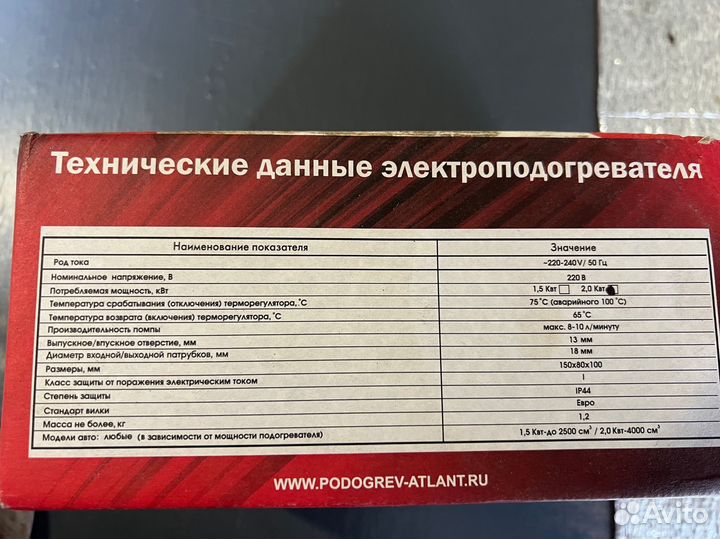 Технические данные электроподогревателя
Наименование показателя Значение
Род тока ~220-240V/ 50 Гц
Номинальное напряжение, В 220 В
Потребляемая мощность, кВт 1,5 Квт 2,0 Квт
Температура срабатывания (отключения) терморегулятора,°С 75°С (аварийного 100°С)
Температура возврата (включения) терморегулятора,°С 65°С
Производительность помпы макс. 8-10 л/минуту
Выпускное/впускное отверстие, мм 13 мм
Диаметр входной/выходной патрубков, мм 18 мм
Размеры, мм 150х80х100
Класс защиты от поражения электрическим током I
Степень защиты IP44
Стандарт вилки Евро
Масса не более, кг 1,2
Модели авто: любые (в зависимости от мощности подогревателя) 1,5 Квт-до 2500 см³ / 2,0 Квт-4000 см³
WWW.PODOGREV-ATLANT.RU
Avito